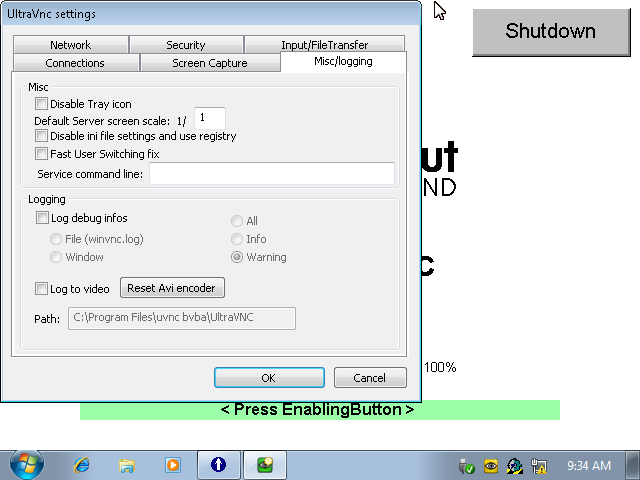 UltraVnc settings
Shutdown
Network
Security
Input/FileTransfer
Connections
Screen Capture
Misc/logging
Misc
Disable Tray icon
Default Server screen scale: 1/ 1
Disable ini file settings and use registry
Fast User Switching fix
Service command line:
Logging
Log debug infos
All
File (winvnc.log)
Info
Window
Warning
Log to video
Reset Avi encoder
Path: C:\Program Files\uvnc bvba\UltraVNC
ut
ND
c
100%
OK
Cancel
< Press EnablingButton >
9:34 AM